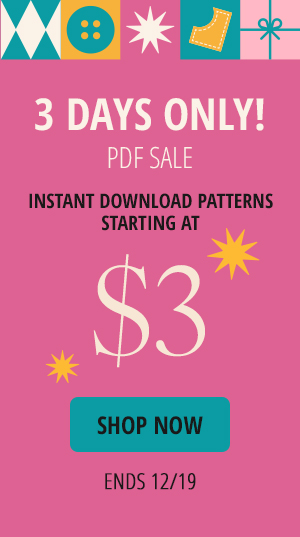 3 DAYS ONLY!
PDF SALE
INSTANT DOWNLOAD PATTERNS
STARTING AT
$3
SHOP NOW
ENDS 12/19